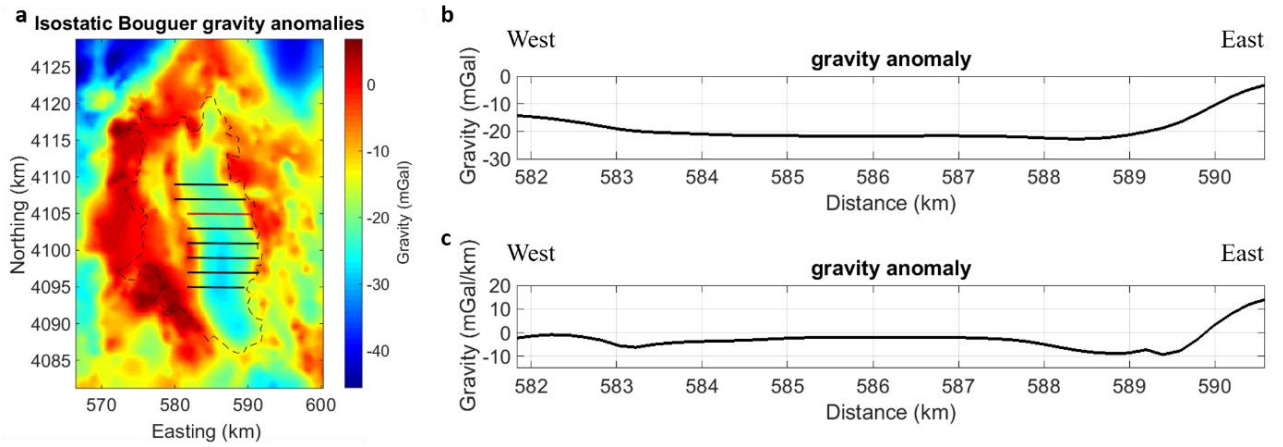 a
Isostatic Bouguer gravity anomalies
4125
4120
4115
4110
4105
4100
4095
4090
4085
Northing (km)
570 580 590 600
Easting (km)
0
-10
-20
-30
-40
Gravity (mGal)
b
West East
gravity anomaly
Gravity (mGal)
0
-10
-20
-30
582 583 584 585 586 587 588 589 590
Distance (km)
c
West East
gravity anomaly
Gravity (mGal/km)
20
10
0
-10
582 583 584 585 586 587 588 589 590
Distance (km)